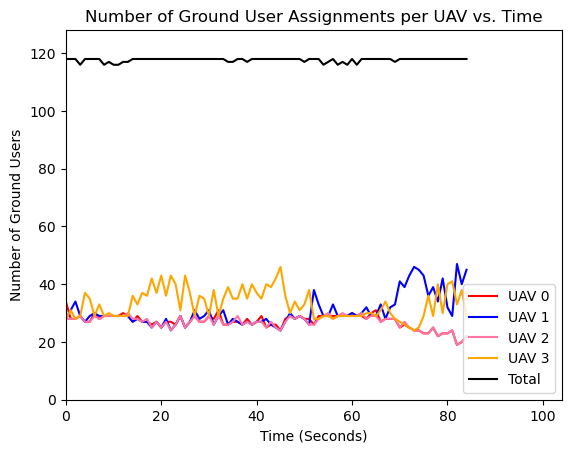 Number of Ground User Assignments per UAV vs. Time
Number of Ground Users
120
100
80
60
40
20
0
0 20 40 60 80 100
Time (Seconds)
UAV 0
UAV 1
UAV 2
UAV 3
Total